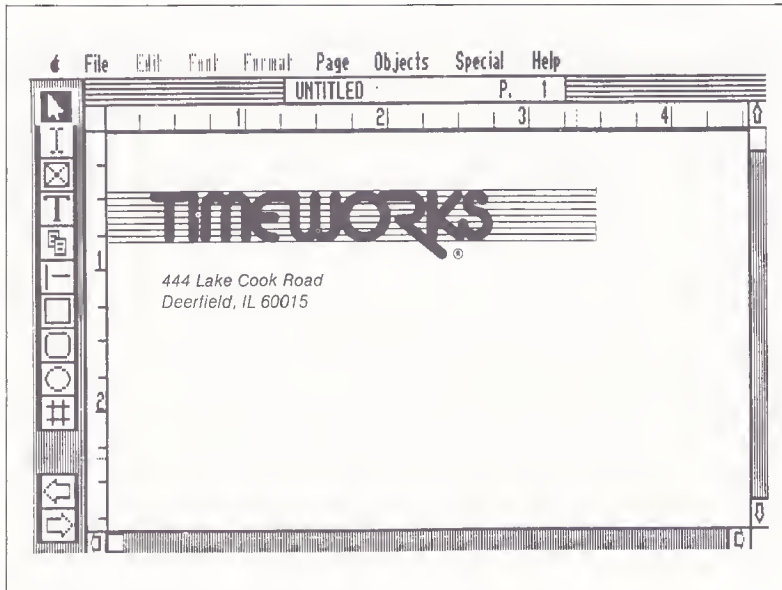 File Edit Font Format Page Objects Special Help
UNTITLED P. 1
1 2 3 4
T
TIMEWORKS
®
1
444 Lake Cook Road
Deerfield, IL 60015
2